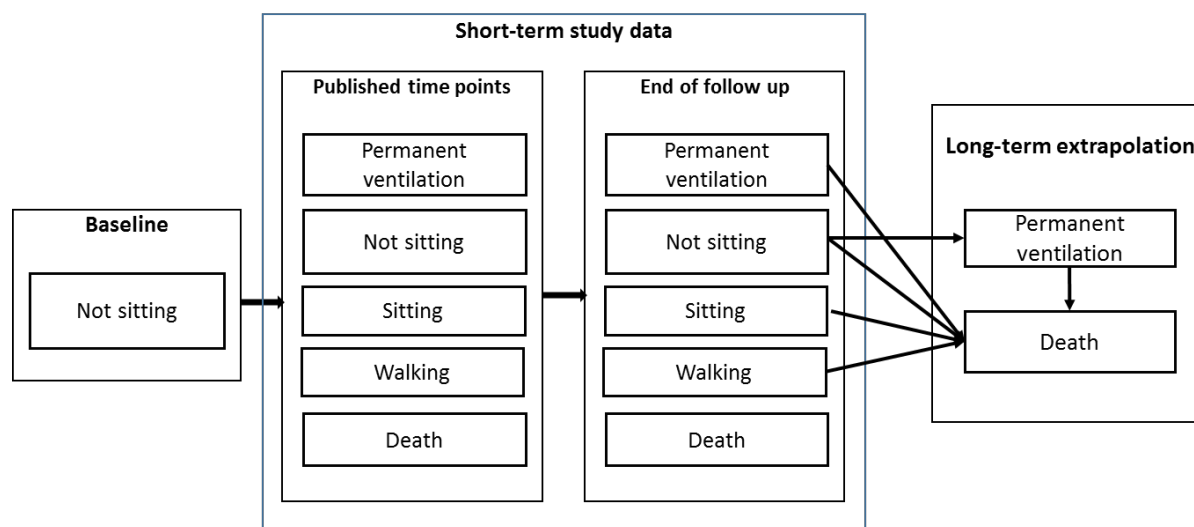 Short-term study data
Baseline
Not sitting
Published time points
Permanent
ventilation
Not sitting
Sitting
Walking
Death
End of follow up
Permanent
ventilation
Not sitting
Sitting
Walking
Death
Long-term extrapolation
Permanent
ventilation
Death